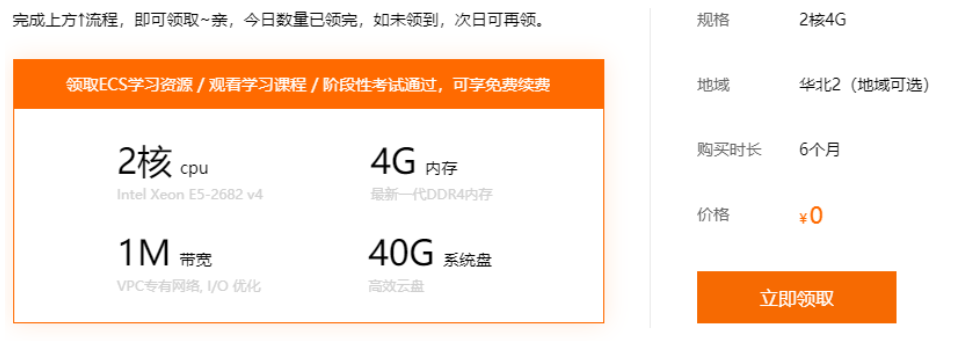 完成上方↑流程，即可领取~亲，今日数量已领完，如未领到，次日可再领。
领取ECS学习资源 / 观看学习课程 / 阶段性考试通过，可享免费续费
2核 cpu
Intel Xeon E5-2682 v4
4G 内存
最新一代DDR4内存
1M 带宽
VPC专有网络, I/O 优化
40G 系统盘
高效云盘
规格 2核4G
地域 华北2（地域可选）
购买时长 6个月
价格 ¥0
立即领取